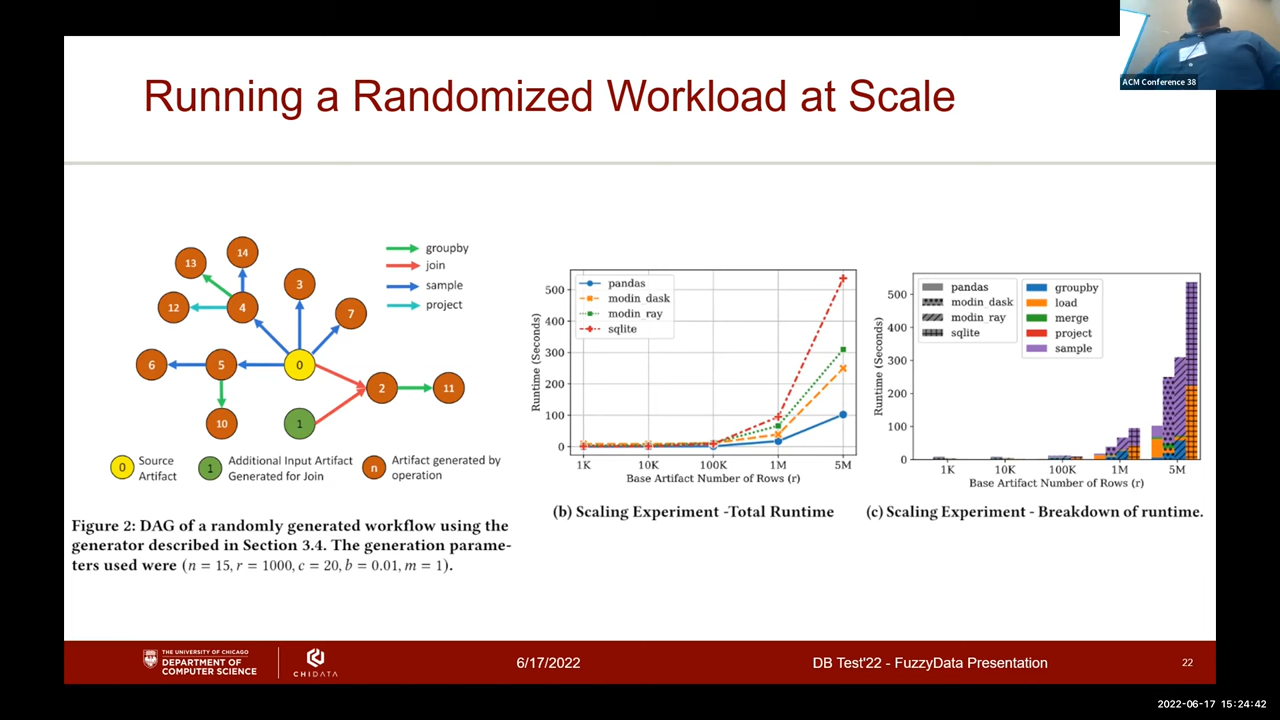 ACM Conference 38
Running a Randomized Workload at Scale
groupby
join
sample
project
13
14
3
12
4
7
6
5
0
2
11
10
1
0
Source
Artifact
1
Additional Input Artifact
Generated for Join
n
Artifact generated by
operation
Figure 2: DAG of a randomly generated workflow using the
generator described in Section 3.4. The generation parame-
ters used were (n = 15, r = 1000, c = 20, b = 0.01, m = 1).
pandas
modin_dask
modin_ray
sqlite
Runtime (Seconds)
500
400
300
200
100
0
1K 10K 100K 1M 5M
Base Artifact Number of Rows (r)
(b) Scaling Experiment -Total Runtime
pandas
modin_dask
modin_ray
sqlite
groupby
load
merge
project
sample
Runtime (Seconds)
500
400
300
200
100
0
1K 10K 100K 1M 5M
Base Artifact Number of Rows (r)
(c) Scaling Experiment - Breakdown of runtime.
THE UNIVERSITY OF CHICAGO
DEPARTMENT OF
COMPUTER SCIENCE
CHIDATA
6/17/2022
DB Test'22 - FuzzyData Presentation
22
2022-06-17 15:24:42